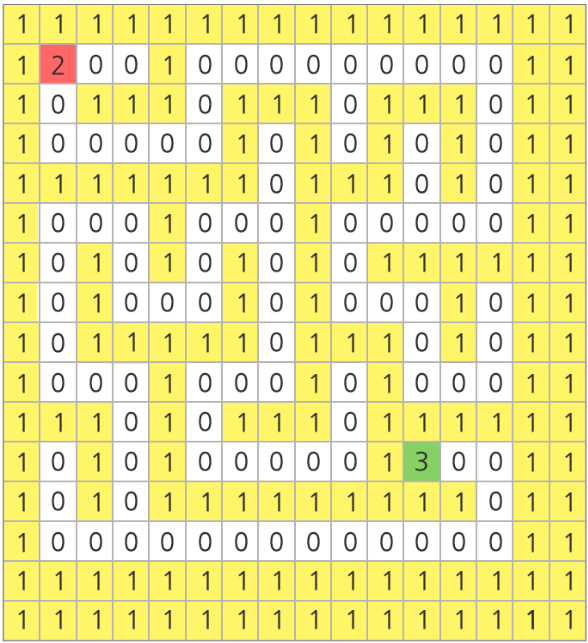 1 1 1 1 1 1 1 1 1 1 1 1 1 1 1 1
1 2 0 0 1 0 0 0 0 0 0 0 0 0 1 1
1 0 1 1 1 0 1 1 1 0 1 1 1 0 1 1
1 0 0 0 0 0 1 0 1 0 1 0 1 0 1 1
1 1 1 1 1 1 1 0 1 1 1 0 1 0 1 1
1 0 0 0 1 0 0 0 1 0 0 0 0 0 1 1
1 0 1 0 1 0 1 0 1 0 1 1 1 1 1 1
1 0 1 0 0 0 1 0 1 0 0 0 1 0 1 1
1 0 1 1 1 1 1 0 1 1 1 0 1 0 1 1
1 0 0 0 1 0 0 0 1 0 1 0 0 0 1 1
1 1 1 0 1 0 1 1 1 0 1 1 1 1 1 1
1 0 1 0 1 0 0 0 0 0 1 3 0 0 1 1
1 0 1 0 1 1 1 1 1 1 1 1 1 0 1 1
1 0 0 0 0 0 0 0 0 0 0 0 0 0 1 1
1 1 1 1 1 1 1 1 1 1 1 1 1 1 1 1
1 1 1 1 1 1 1 1 1 1 1 1 1 1 1 1